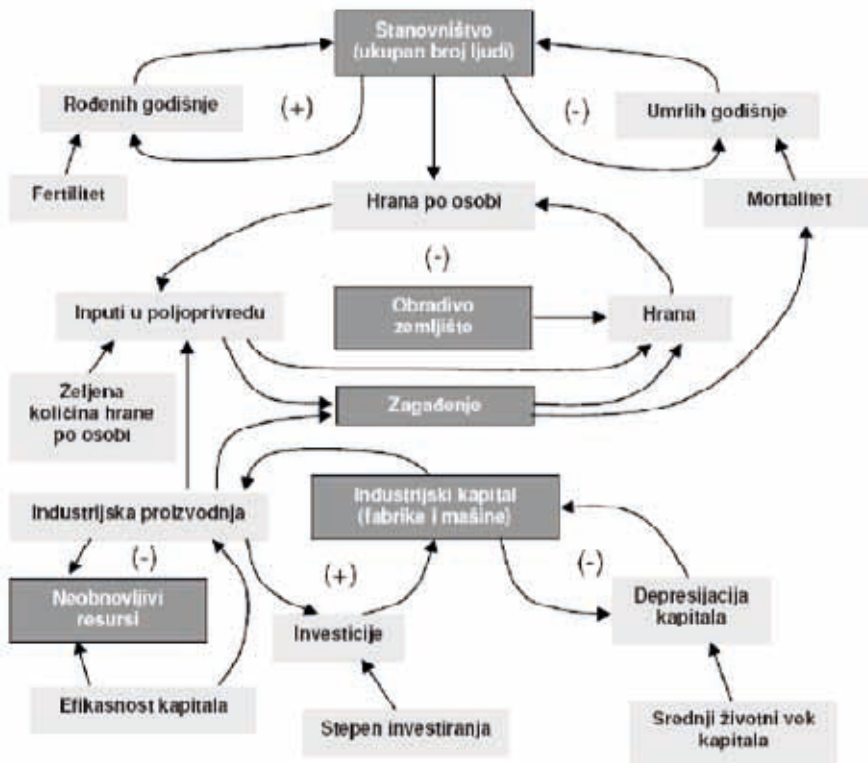 Stanovništvo
(ukupan broj ljudi)
Rođenih godišnje
(+)
(-)
Umrlih godišnje
Fertilitet
Hrana po osobi
Mortalitet
(-)
Inputi u poljoprivredu
Obradivo
zemljište
Hrana
Zeljena
količina hrane
po osobi
Zagađenje
Industrijska proizvodnja
Industrijski kapital
(fabrike i mašine)
(-)
(+)
(-)
Neobnovljivi
resursi
Investicije
Depresijacija
kapitala
Efikasnost kapitala
Stepen investiranja
Srednji životni vek
kapitala